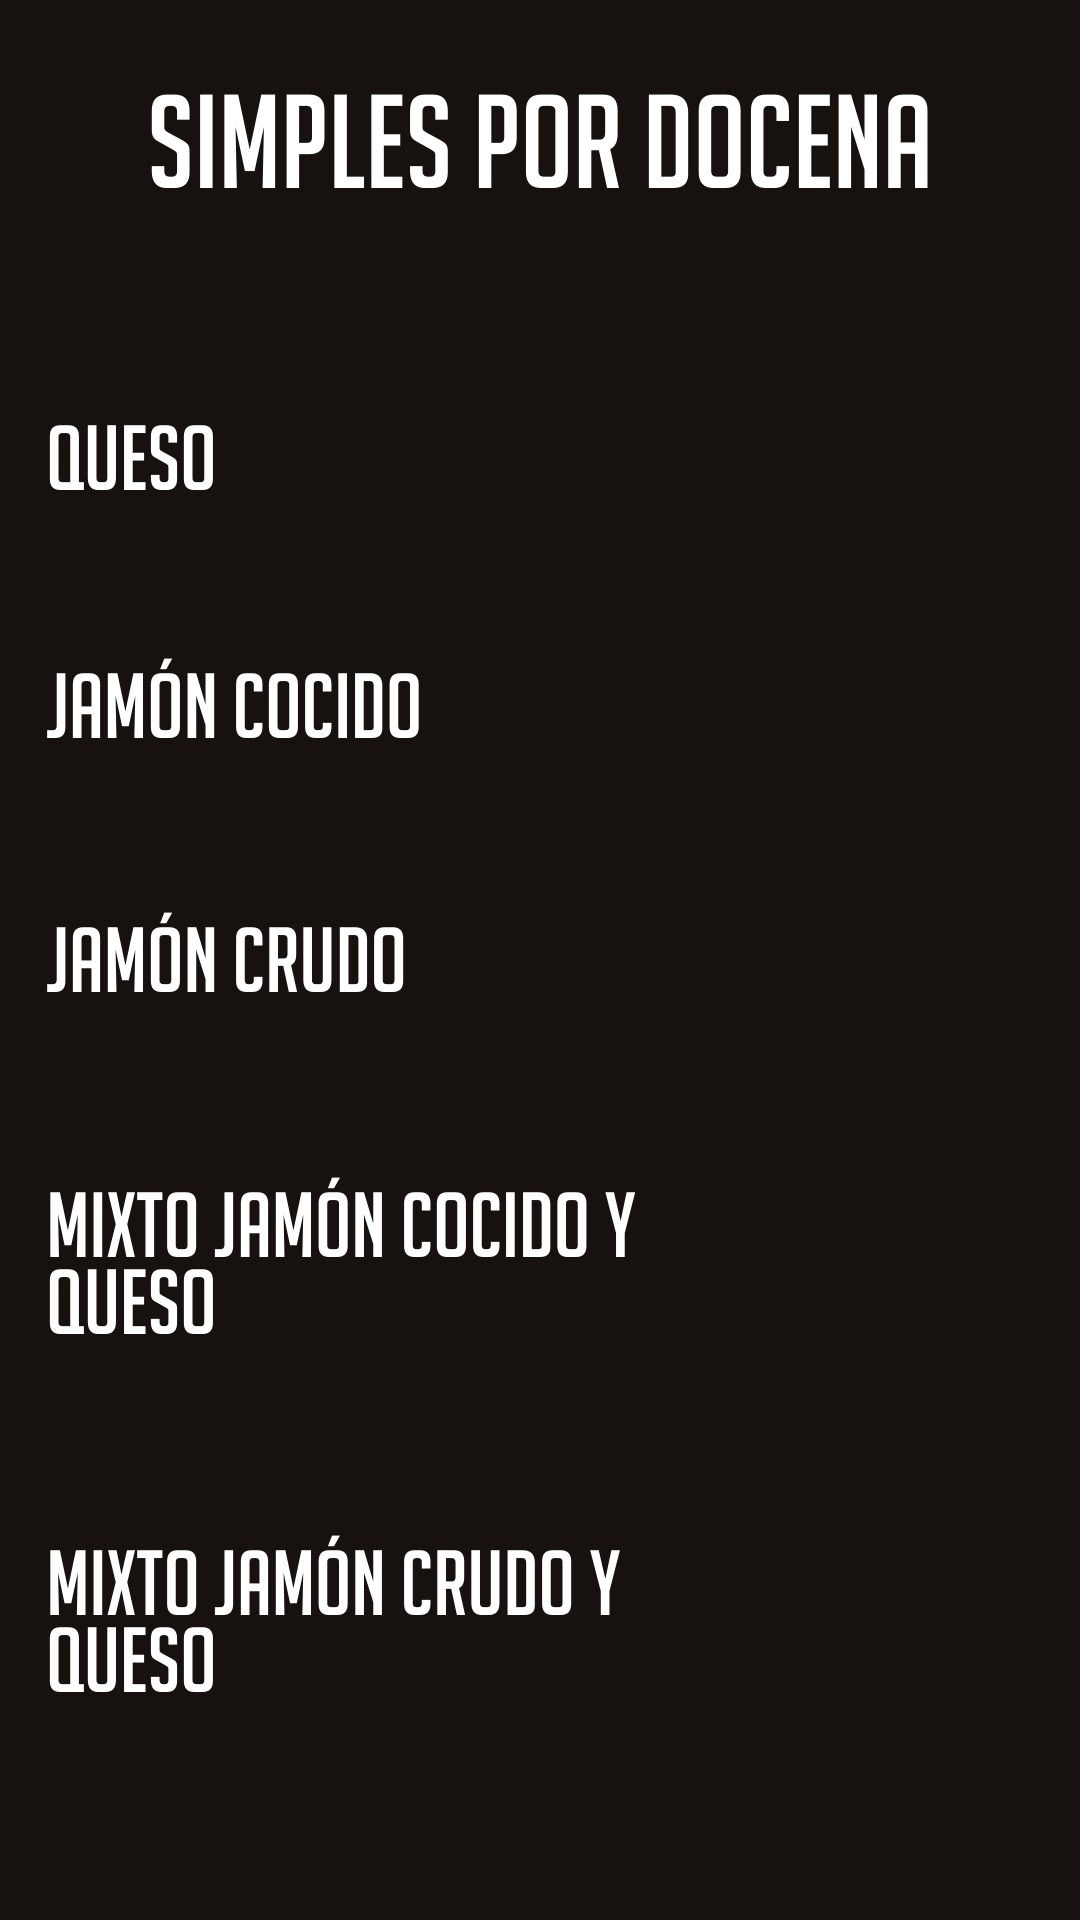 SIMPLES POR DOCENA
QUESO
JAMÓN COCIDO
JAMÓN CRUDO
MIXTO JAMÓN COCIDO Y
QUESO
MIXTO JAMÓN CRUDO Y
QUESO